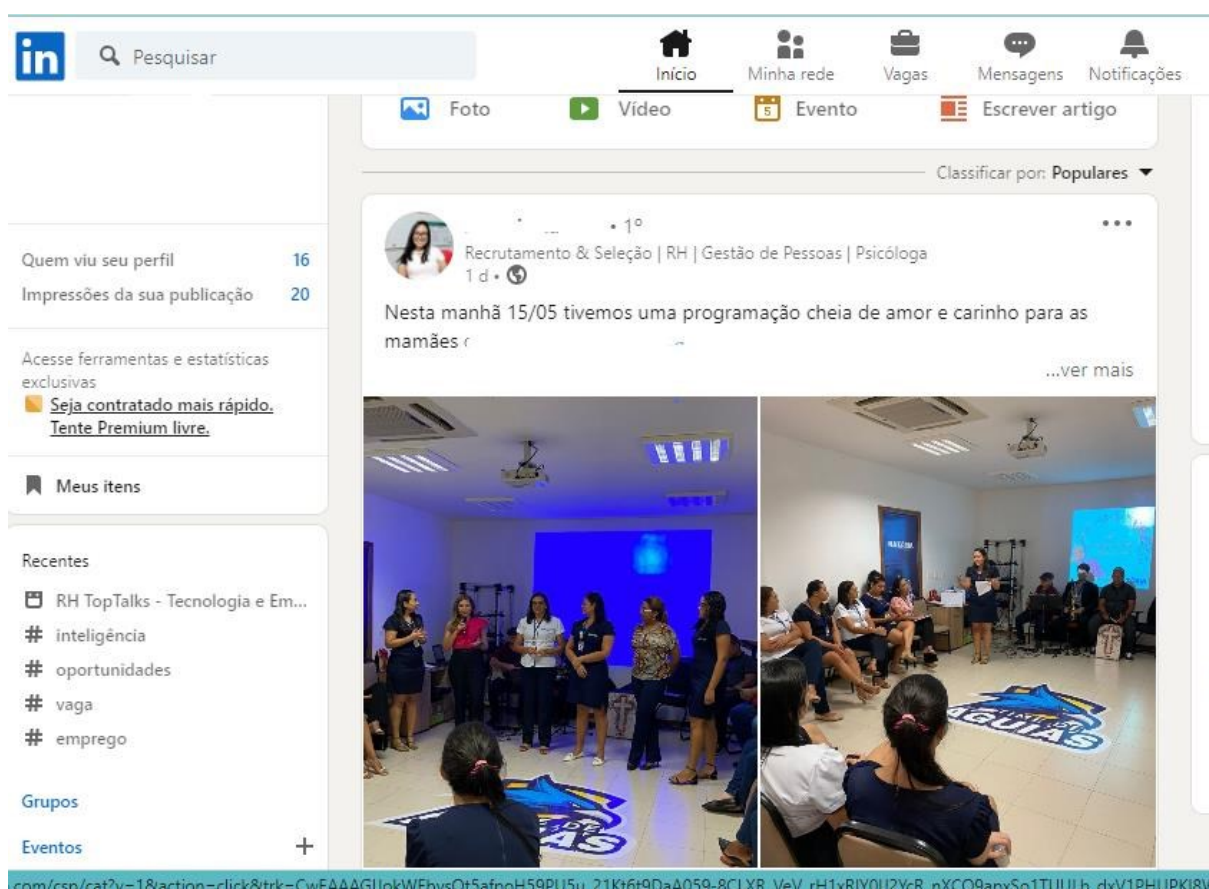 in
Pesquisar
Início
Minha rede
Vagas
Mensagens
Notificações
Foto
Vídeo
5
Evento
Escrever artigo
Classificar por: Populares
Quem viu seu perfil 16
Impressões da sua publicação 20
Acesse ferramentas e estatísticas
exclusivas
Seja contratado mais rápido.
Tente Premium livre.
Meus itens
Recentes
RH TopTalks - Tecnologia e Em...
# inteligência
# oportunidades
# vaga
# emprego
Grupos
Eventos +
• 1º
Recrutamento & Seleção | RH | Gestão de Pessoas | Psicóloga
1 d •
Nesta manhã 15/05 tivemos uma programação cheia de amor e carinho para as
mamães
...ver mais
DE
AGUIAS